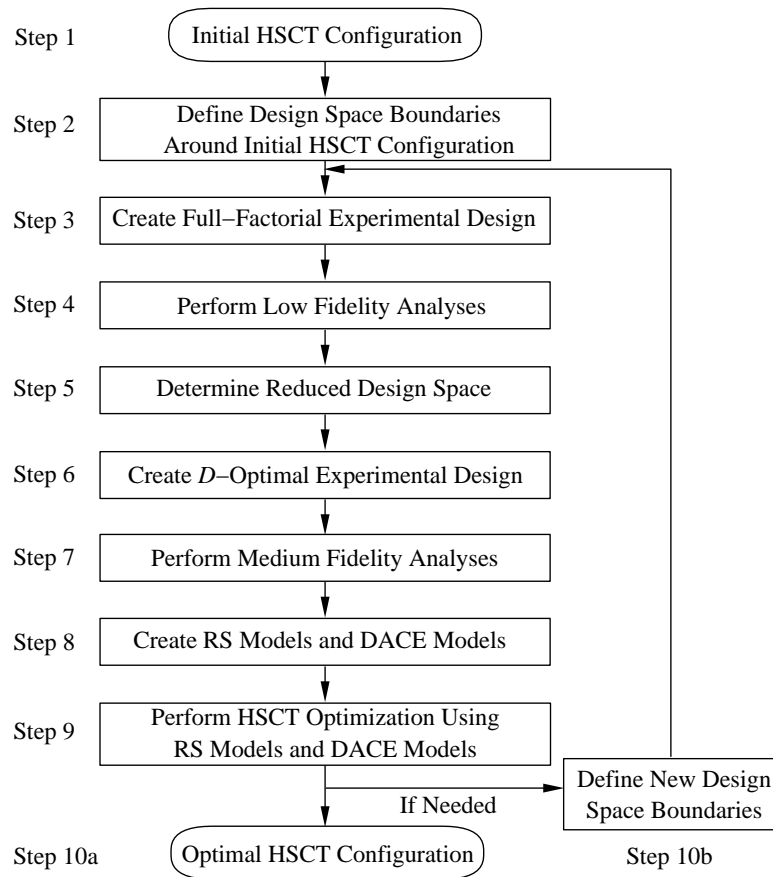 Step 1
Initial HSCT Configuration
Step 2
Define Design Space Boundaries
Around Initial HSCT Configuration
Step 3
Create Full−Factorial Experimental Design
Step 4
Perform Low Fidelity Analyses
Step 5
Determine Reduced Design Space
Step 6
Create D−Optimal Experimental Design
Step 7
Perform Medium Fidelity Analyses
Step 8
Create RS Models and DACE Models
Step 9
Perform HSCT Optimization Using
RS Models and DACE Models
If Needed
Define New Design
Space Boundaries
Step 10a
Optimal HSCT Configuration
Step 10b